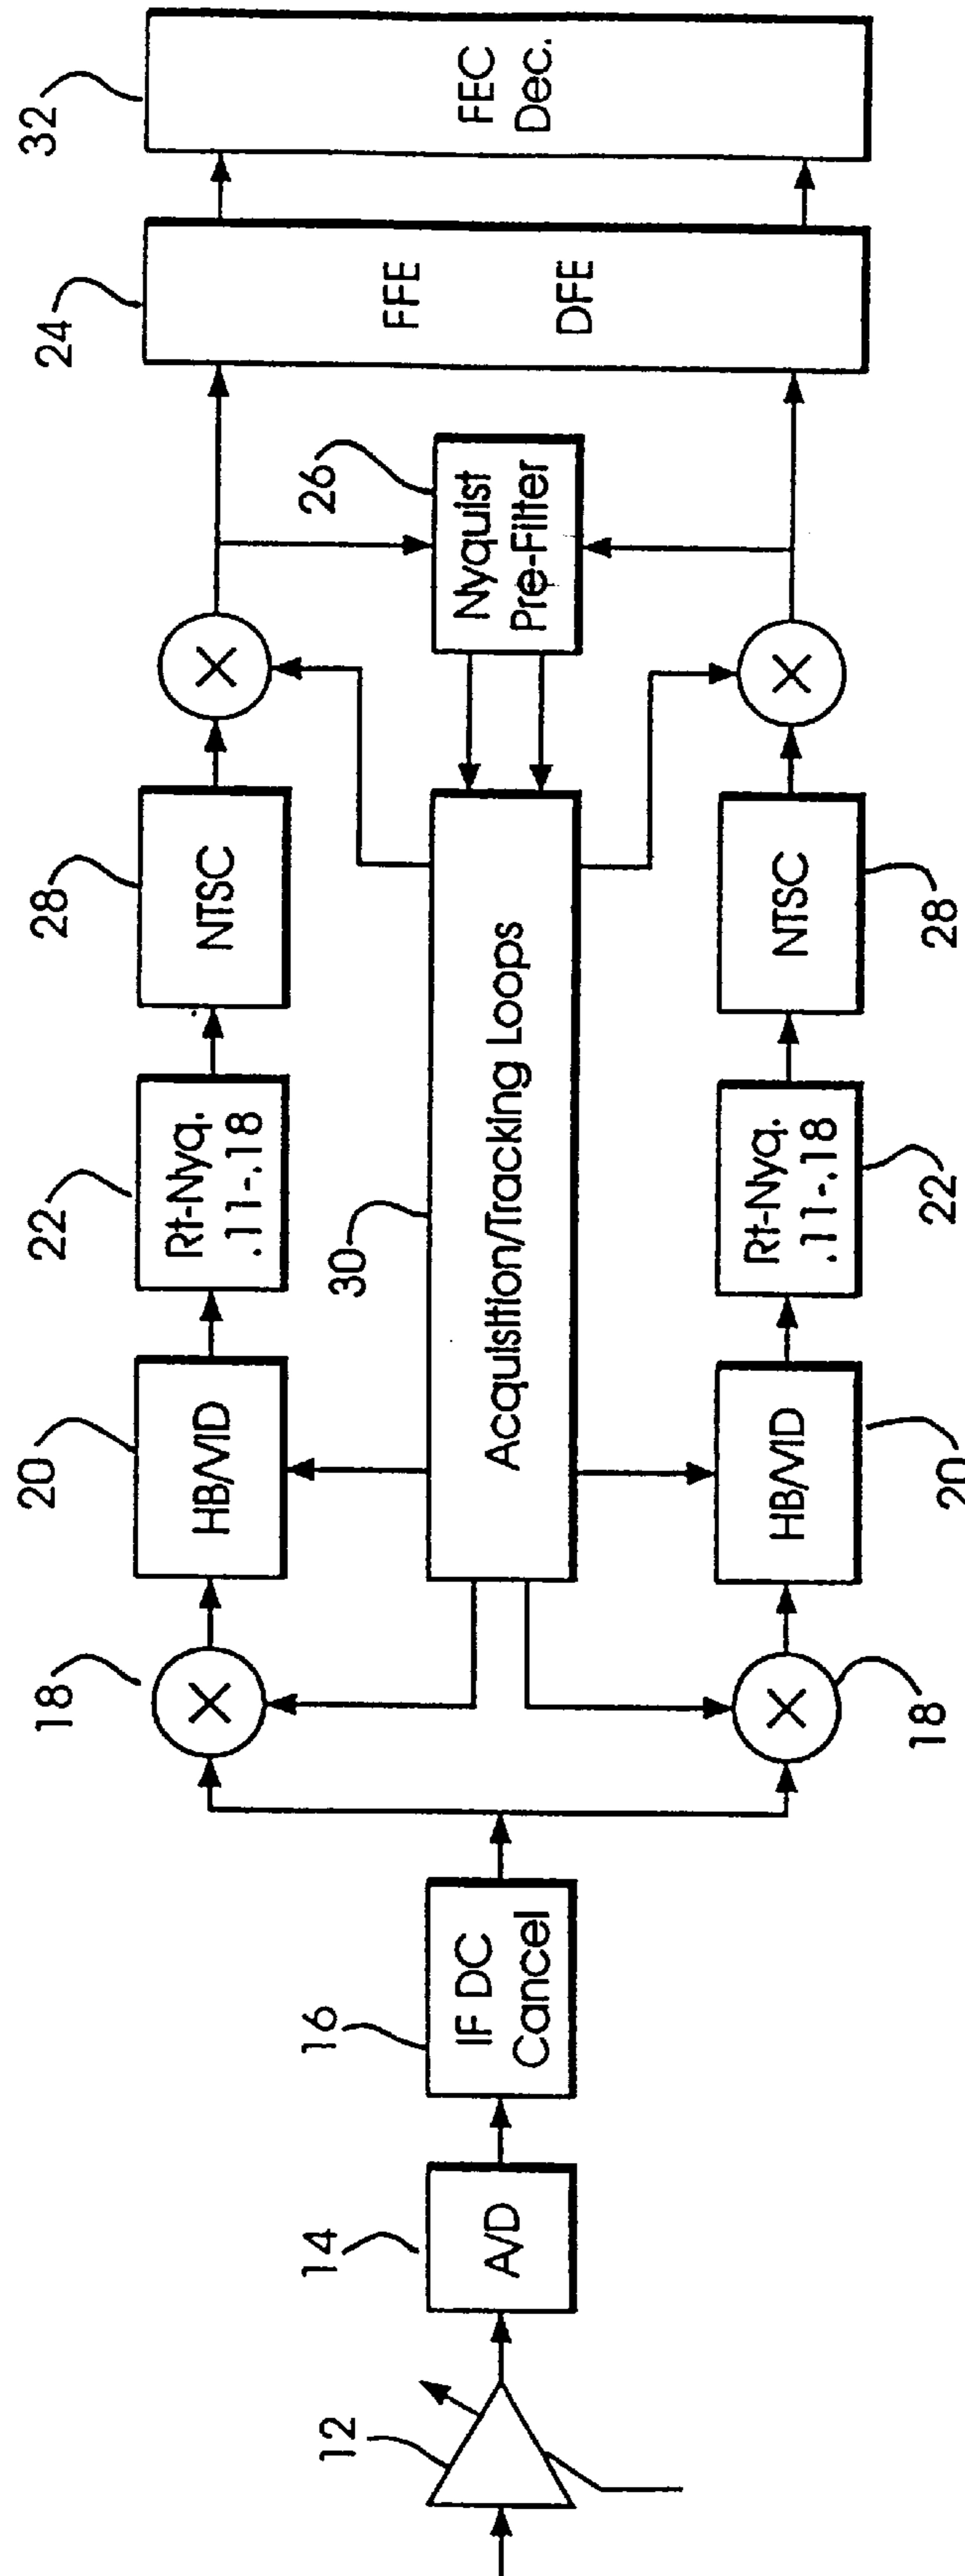 12
14
A/D
16
IF DC
Cancel
18
20
HB/VID
22
Rt-Nyq.
.11-.18
28
NTSC
30
Acquisition/Tracking Loops
26
Nyquist
Pre-Filter
18
HB/VID
20
Rt-Nyq.
.11-.18
22
NTSC
28
24
FFE
DFE
32
FEC
Dec.